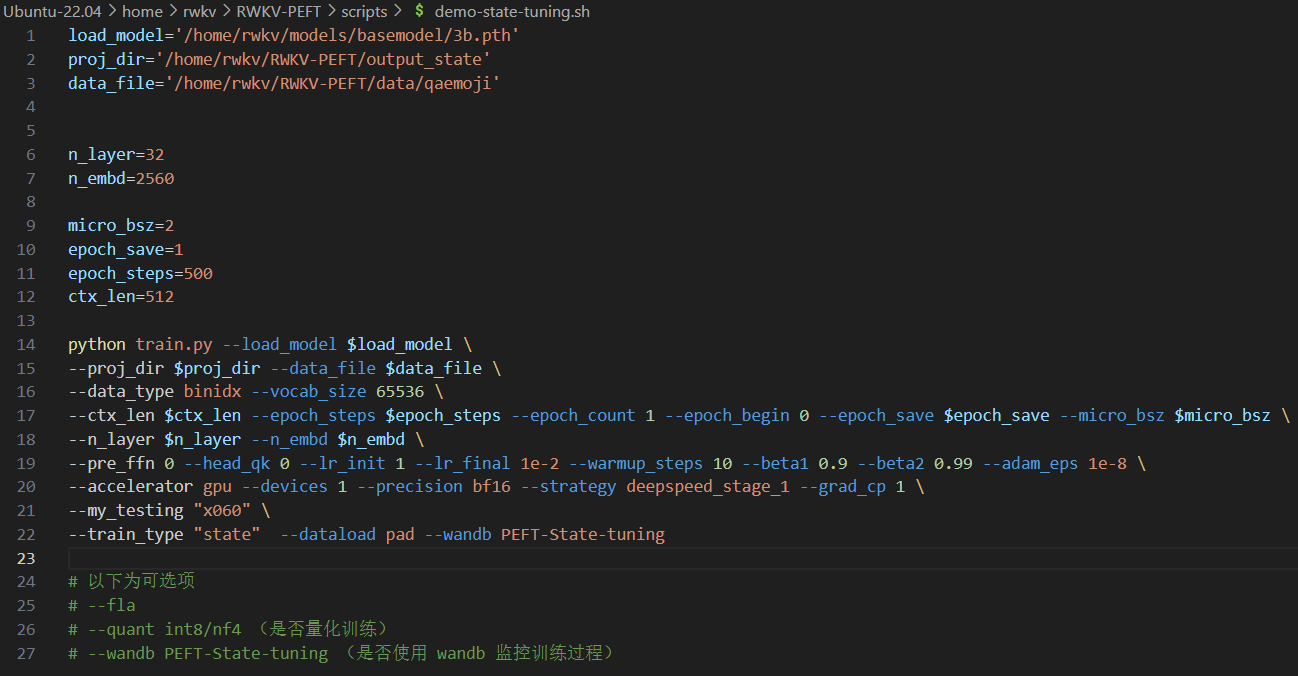 Ubuntu-22.04 > home > rwkv > RWKV-PEFT > scripts > $ demo-state-tuning.sh
1 load_model='/home/rwkv/models/basemodel/3b.pth'
2 proj_dir='/home/rwkv/RWKV-PEFT/output_state'
3 data_file='/home/rwkv/RWKV-PEFT/data/qaemoji'
4
5
6 n_layer=32
7 n_embd=2560
8
9 micro_bsz=2
10 epoch_save=1
11 epoch_steps=500
12 ctx_len=512
13
14 python train.py --load_model $load_model \
15 --proj_dir $proj_dir --data_file $data_file \
16 --data_type binidx --vocab_size 65536 \
17 --ctx_len $ctx_len --epoch_steps $epoch_steps --epoch_count 1 --epoch_begin 0 --epoch_save $epoch_save --micro_bsz $micro_bsz \
18 --n_layer $n_layer --n_embd $n_embd \
19 --pre_ffn 0 --head_qk 0 --lr_init 1 --lr_final 1e-2 --warmup_steps 10 --beta1 0.9 --beta2 0.99 --adam_eps 1e-8 \
20 --accelerator gpu --devices 1 --precision bf16 --strategy deepspeed_stage_1 --grad_cp 1 \
21 --my_testing "x060" \
22 --train_type "state"  --dataload pad --wandb PEFT-State-tuning
23
24 # 以下为可选项
25 # --fla
26 # --quant int8/nf4 （是否量化训练）
27 # --wandb PEFT-State-tuning （是否使用 wandb 监控训练过程）